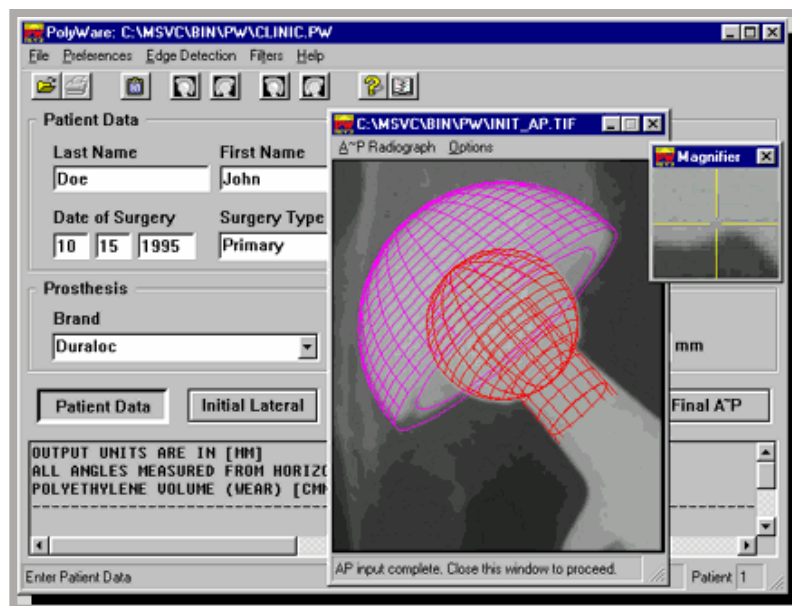 PolyWare: C:\MSVC\BIN\PW\CLINIC.PW
File Preferences Edge Detection Filters Help
Patient Data
Last Name First Name
Doe John
Date of Surgery Surgery Type
10 15 1995 Primary
Prosthesis
Brand
Duraloc
mm
Patient Data Initial Lateral Final A~P
OUTPUT UNITS ARE IN [MM]
ALL ANGLES MEASURED FROM HORIZO
POLYETHYLENE VOLUME (WEAR) [CMM
Enter Patient Data
Patient 1
C:\MSVC\BIN\PW\INIT_AP.TIF
A~P Radiograph Options
AP input complete. Close this window to proceed.
Magnifier